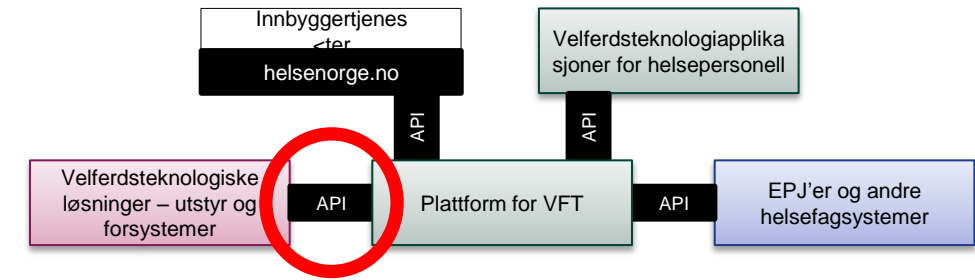 Innbyggertjenes
<ter
helsenorge.no
Velferdsteknologiapplika
sjoner for helsepersonell
API
API
Velferdsteknologiske
løsninger – utstyr og
forsystemer
API
Plattform for VFT
API
EPJ’er og andre
helsefagsystemer